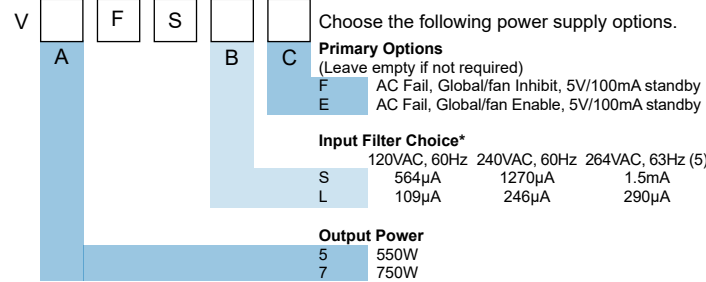 V F S Choose the following power supply options.
A B C Primary Options
(Leave empty if not required)
F AC Fail, Global/fan Inhibit, 5V/100mA standby
E AC Fail, Global/fan Enable, 5V/100mA standby
Input Filter Choice*
120VAC, 60Hz 240VAC, 60Hz 264VAC, 63Hz (5)
S 564µA 1270µA 1.5mA
L 109µA 246µA 290µA
Output Power
5 550W
7 750W